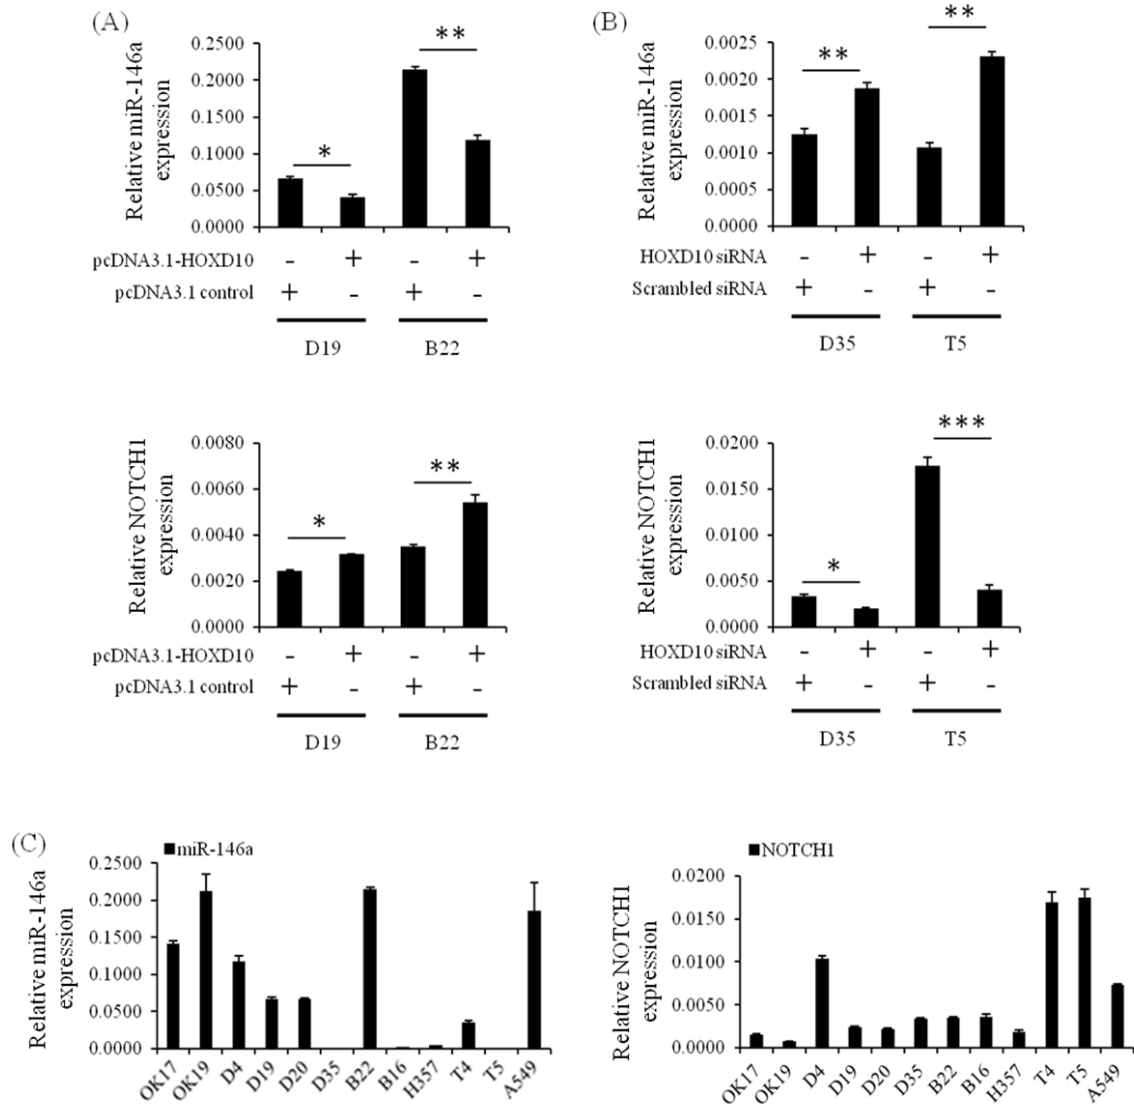 (A)
Relative miR-146a
expression
0.2500
0.2000
0.1500
0.1000
0.0500
0.0000
*
**
pcDNA3.1-HOXD10 - + - +
pcDNA3.1 control + - + -
D19 B22
(B)
Relative miR-146a
expression
0.0025
0.0020
0.0015
0.0010
0.0005
0.0000
**
**
HOXD10 siRNA - + - +
Scrambled siRNA + - + -
D35 T5
Relative NOTCH1
expression
0.0080
0.0060
0.0040
0.0020
0.0000
*
**
pcDNA3.1-HOXD10 - + - +
pcDNA3.1 control + - + -
D19 B22
Relative NOTCH1
expression
0.0200
0.0150
0.0100
0.0050
0.0000
*
***
HOXD10 siRNA - + - +
Scrambled siRNA + - + -
D35 T5
(C)
miR-146a
Relative miR-146a
expression
0.2500
0.2000
0.1500
0.1000
0.0500
0.0000
OK17 OK19 D4 D19 D20 D35 B22 B16 H357 T4 T5 A549
NOTCH1
Relative NOTCH1
expression
0.0200
0.0150
0.0100
0.0050
0.0000
OK17 OK19 D4 D19 D20 D35 B22 B16 H357 T4 T5 A549